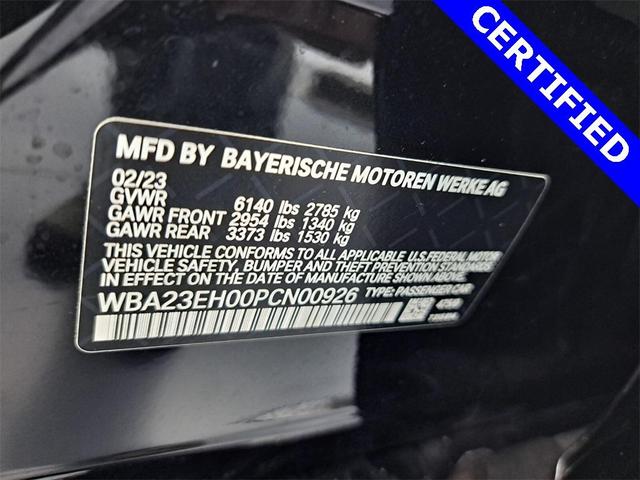 CERTIFIED
MFD BY BAYERISCHE MOTOREN WERKE AG
02/23
GVWR 6140 lbs 2785 kg
GAWR FRONT 2954 lbs 1340 kg
GAWR REAR 3373 lbs 1530 kg
THIS VEHICLE CONFORMS TO ALL APPLICABLE U.S. FEDERAL MOTOR
VEHICLE SAFETY, BUMPER AND THEFT PREVENTION STANDARDS
IN EFFECT ON THE DATE OF MANUFACTURE SHOWN ABOVE.
WBA23EH00PCN00926 TYPE: PASSENGER CAR